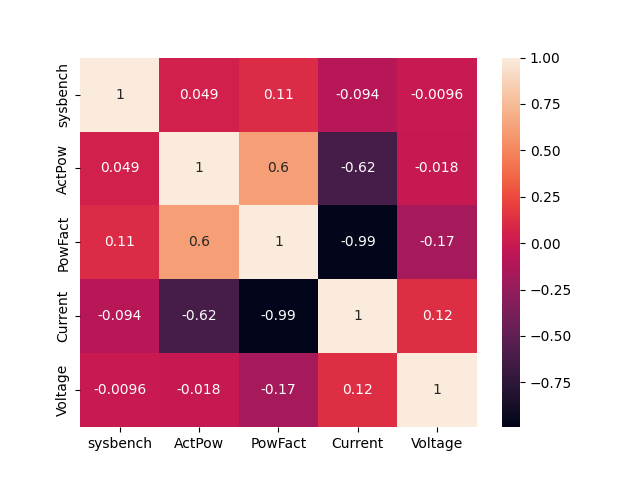 sysbench 1 0.049 0.11 -0.094 -0.0096
ActPow 0.049 1 0.6 -0.62 -0.018
PowFact 0.11 0.6 1 -0.99 -0.17
Current -0.094 -0.62 -0.99 1 0.12
Voltage -0.0096 -0.018 -0.17 0.12 1
sysbench ActPow PowFact Current Voltage
1.00
0.75
0.50
0.25
0.00
−0.25
−0.50
−0.75